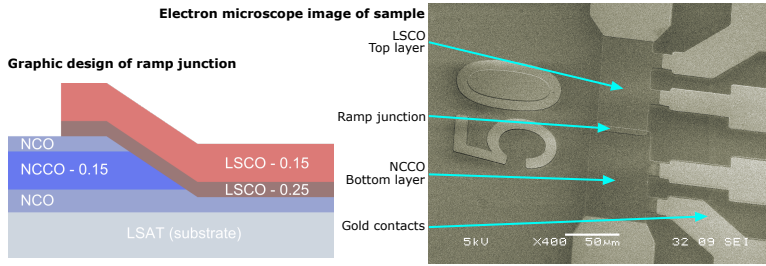 Electron microscope image of sample
Graphic design of ramp junction
NCO
NCCO - 0.15
NCO
LSAT (substrate)
LSCO - 0.15
LSCO - 0.25
LSCO
Top layer
Ramp junction
NCCO
Bottom layer
Gold contacts
05
5kV X400 50μm 32 09 SEI